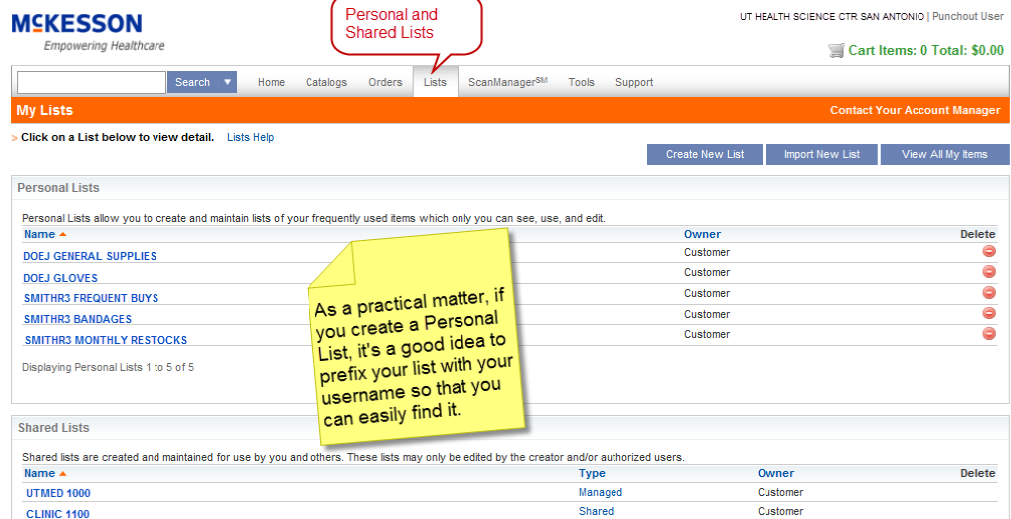 MCKESSON
Empowering Healthcare
Personal and
Shared Lists
UT HEALTH SCIENCE CTR SAN ANTONIO | Punchout User
Cart Items: 0 Total: $0.00
Search ▼ Home Catalogs Orders Lists ScanManager℠ Tools Support
My Lists Contact Your Account Manager
> Click on a List below to view detail. Lists Help
Create New List Import New List View All My Items
Personal Lists
Personal Lists allow you to create and maintain lists of your frequently used items which only you can see, use, and edit.
Name Owner Delete
DOEJ GENERAL SUPPLIES Customer
DOEJ GLOVES Customer
SMITHR3 FREQUENT BUYS Customer
SMITHR3 BANDAGES Customer
SMITHR3 MONTHLY RESTOCKS Customer
Displaying Personal Lists 1 to 5 of 5
As a practical matter, if
you create a Personal
List, it's a good idea to
prefix your list with your
username so that you
can easily find it.
Shared Lists
Shared lists are created and maintained for use by you and others. These lists may only be edited by the creator and/or authorized users.
Name Type Owner Delete
UTMED 1000 Managed Customer
CLINIC 1100 Shared Customer